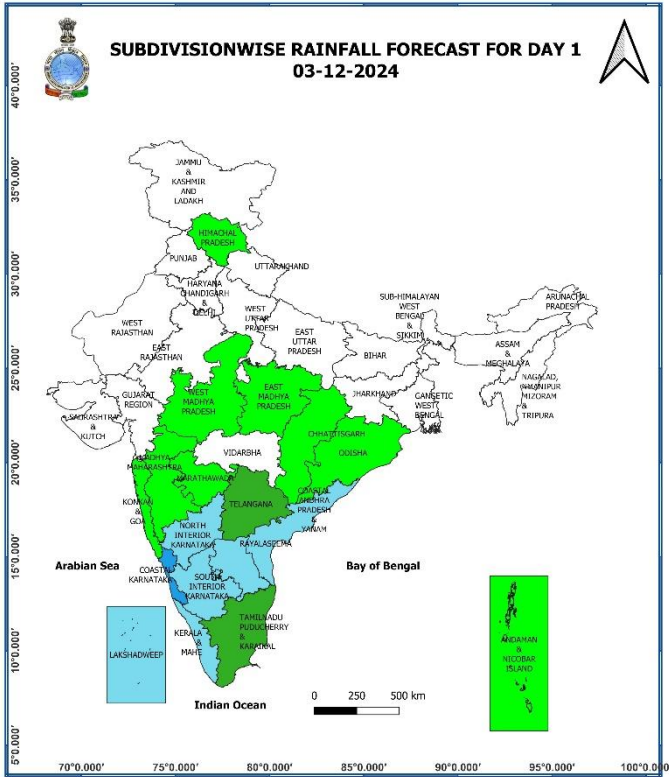 SUBDIVISIONWISE RAINFALL FORECAST FOR DAY 1
03-12-2024
40°0.000'
35°0.000'
30°0.000'
25°0.000'
20°0.000'
15°0.000'
10°0.000'
5°0.000'
JAMMU
&
KASHMIR
AND
LADAKH
HIMACHAL
PRADESH
PUNJAB
UTTARAKHAND
HARYANA
CHANDIGARH
&
DELHI
WEST
UTTAR
PRADESH
EAST
UTTAR
PRADESH
WEST
RAJASTHAN
EAST
RAJASTHAN
SUB-HIMALAYAN
WEST
BENGAL
&
SIKKIM
ARUNACHAL
PRADESH
ASSAM
&
MEGHALAYA
NAGALAD,
MANIPUR
MIZORAM
&
TRIPURA
BIHAR
JHARKHAND
GANGETIC
WEST
BENGAL
GUJARAT
REGION
SAURASHTRA
&
KUTCH
WEST
MADHYA
PRADESH
EAST
MADHYA
PRADESH
CHHATTISGARH
ODISHA
VIDARBHA
MADHYA
MAHARASHTRA
MARATHAWADA
KONKAN
&
GOA
TELANGANA
COASTAL
ANDHRA
PRADESH
&
YANAM
NORTH
INTERIOR
KARNATAKA
RAYALASEEMA
COASTAL
KARNATAKA
SOUTH
INTERIOR
KARNATAKA
TAMILNADU
PUDUCHERRY
&
KARAIKAL
KERALA
&
MAHE
LAKSHADWEEP
ANDAMAN
&
NICOBAR
ISLAND
Arabian Sea
Bay of Bengal
Indian Ocean
0 250 500 km
70°0.000' 75°0.000' 80°0.000' 85°0.000' 90°0.000' 95°0.000' 100°0.000'